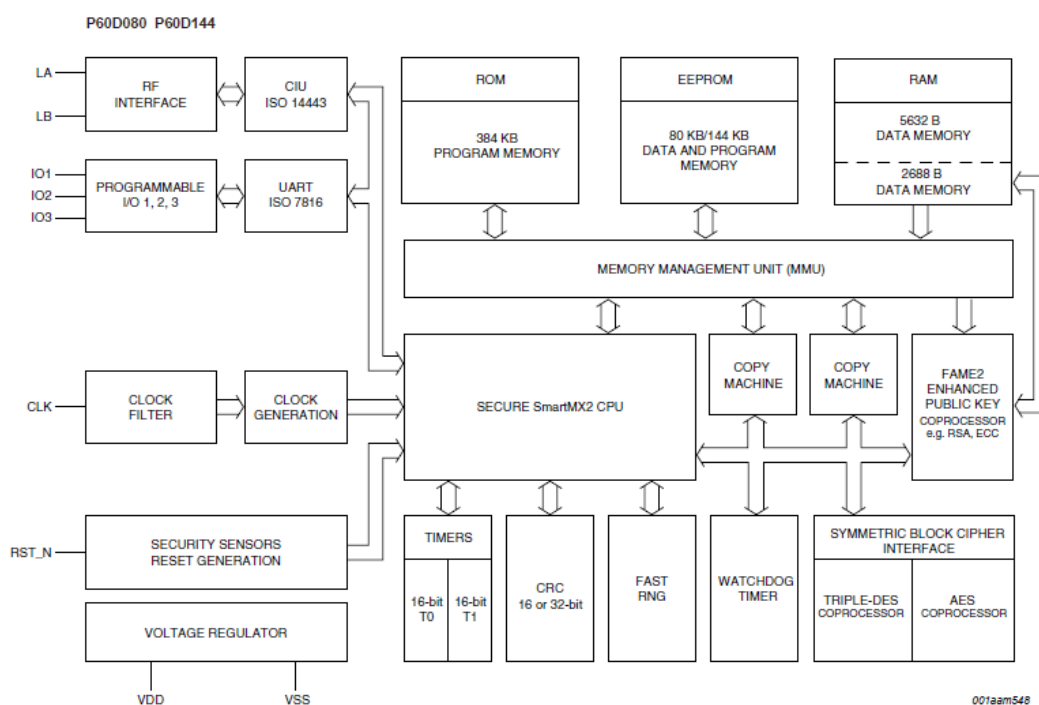 P60D080 P60D144
LA
LB
RF
INTERFACE
CIU
ISO 14443
IO1
IO2
IO3
PROGRAMMABLE
I/O 1, 2, 3
UART
ISO 7816
ROM
384 KB
PROGRAM MEMORY
EEPROM
80 KB/144 KB
DATA AND PROGRAM
MEMORY
RAM
5632 B
DATA MEMORY
2688 B
DATA MEMORY
MEMORY MANAGEMENT UNIT (MMU)
CLK
CLOCK
FILTER
CLOCK
GENERATION
SECURE SmartMX2 CPU
COPY
MACHINE
COPY
MACHINE
FAME2
ENHANCED
PUBLIC KEY
COPROCESSOR
e.g. RSA, ECC
RST_N
SECURITY SENSORS
RESET GENERATION
VOLTAGE REGULATOR
VDD
VSS
TIMERS
16-bit
T0
16-bit
T1
CRC
16 or 32-bit
FAST
RNG
WATCHDOG
TIMER
SYMMETRIC BLOCK CIPHER
INTERFACE
TRIPLE-DES
COPROCESSOR
AES
COPROCESSOR
001aam548